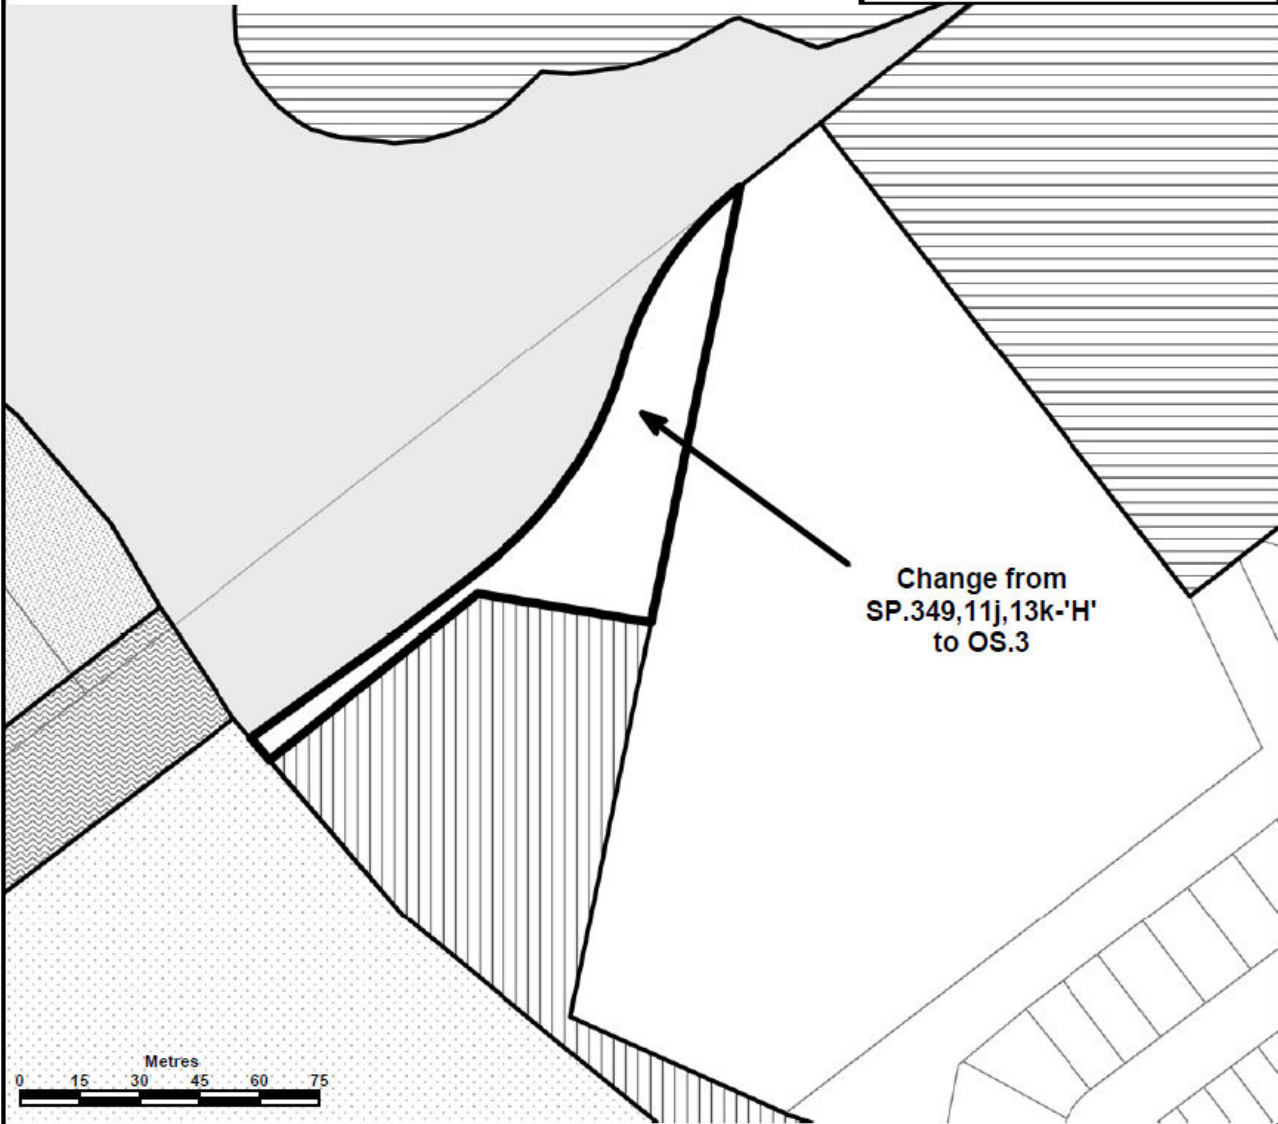 Change from
SP.349,11j,13k-'H'
to OS.3
Metres
0 15 30 45 60 75